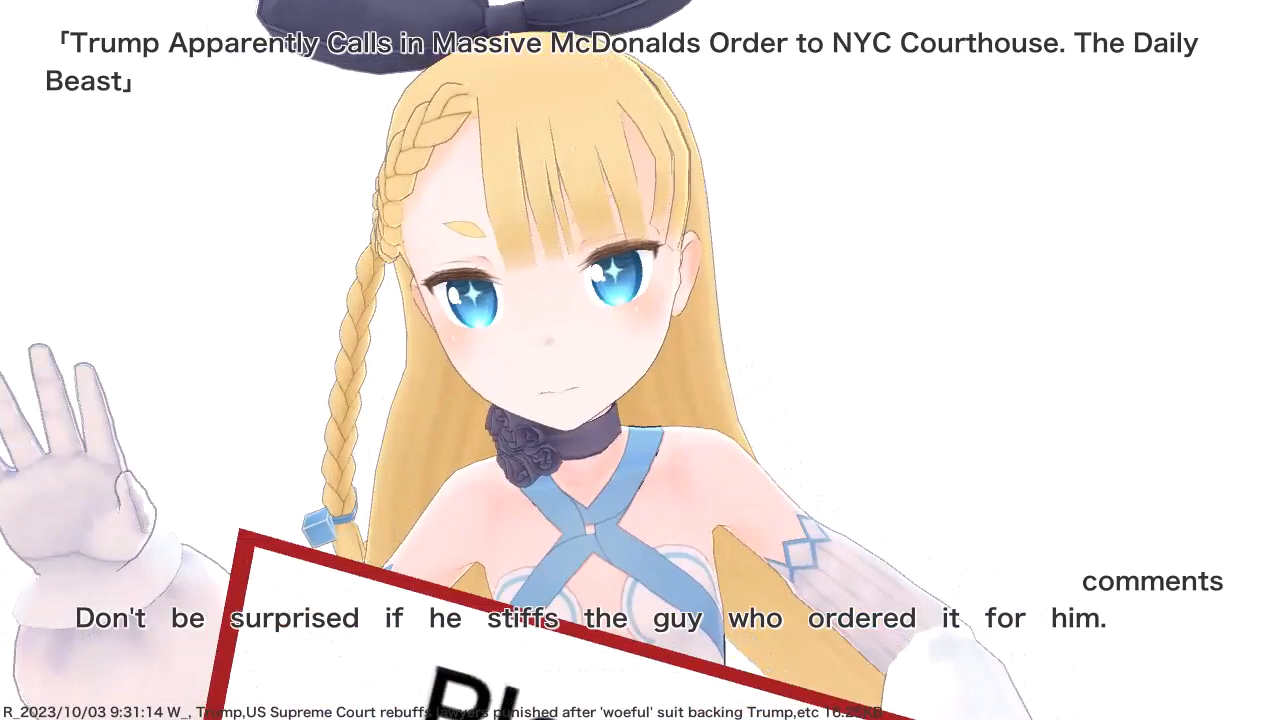 「Trump Apparently Calls in Massive McDonalds Order to NYC Courthouse. The Daily
Beast」
comments
Don't be surprised if he stiffs the guy who ordered it for him.
R_2023/10/03 9:31:14 W_, Trump,US Supreme Court rebuffs lawyers punished after 'woeful' suit backing Trump,etc